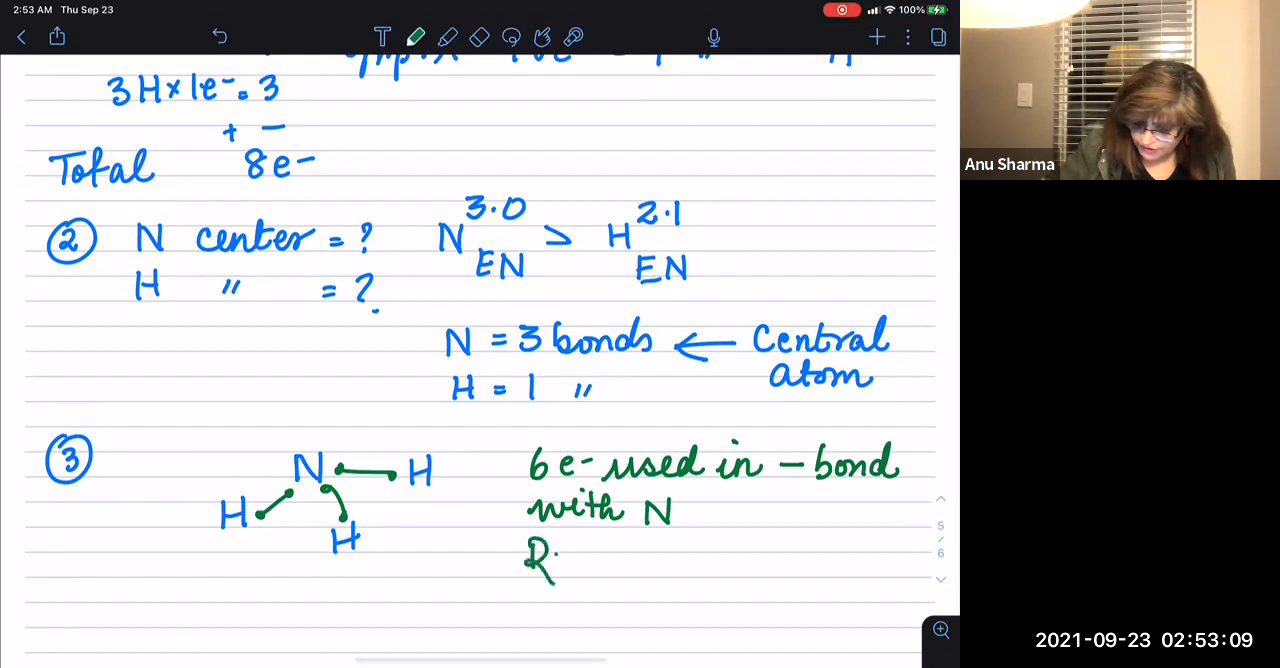 2:53 AM Thu Sep 23
100%
3H×1e-. 3
+ –
Total 8e-
② N center = ? N 3.0 EN > H 2.1 EN
H " = ?
N = 3 bonds ← Central atom
H = 1 "
③
N H
H
H
6 e- used in – bond
with N
R
5/6
Anu Sharma
2021-09-23 02:53:09